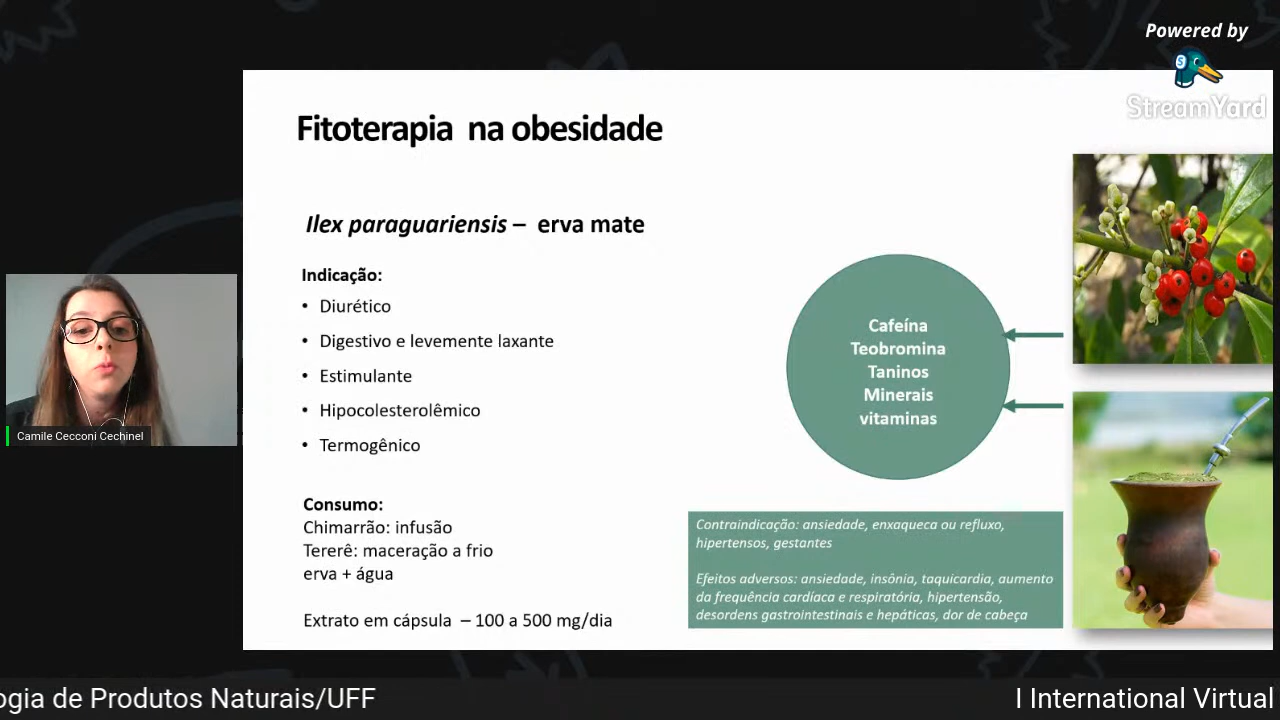 Powered by
StreamYard
Fitoterapia na obesidade
Ilex paraguariensis – erva mate
Indicação:
• Diurético
• Digestivo e levemente laxante
• Estimulante
• Hipocolesterolêmico
• Termogênico
Consumo:
Chimarrão: infusão
Tererê: maceração a frio
erva + água
Extrato em cápsula – 100 a 500 mg/dia
Cafeína
Teobromina
Taninos
Minerais
vitaminas
Contraindicação: ansiedade, enxaqueca ou refluxo,
hipertensos, gestantes
Efeitos adversos: ansiedade, insônia, taquicardia, aumento
da frequência cardíaca e respiratória, hipertensão,
desordens gastrointestinais e hepáticas, dor de cabeça
Camile Cecconi Cechinel
ogia de Produtos Naturais/UFF
I International Virtual